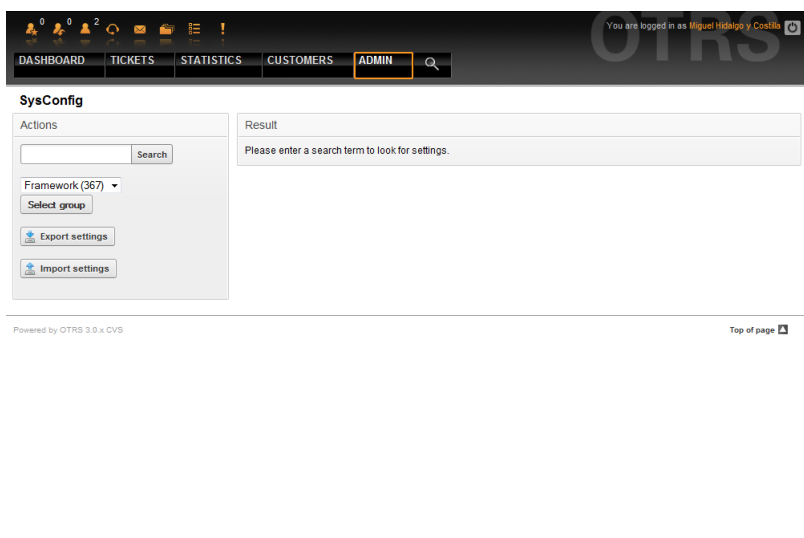 0 0 2
You are logged in as Miguel Hidalgo y Costilla
OTRS
DASHBOARD TICKETS STATISTICS CUSTOMERS ADMIN
SysConfig
Actions
Search
Framework (367)
Select group
Export settings
Import settings
Result
Please enter a search term to look for settings.
Powered by OTRS 3.0.x CVS
Top of page